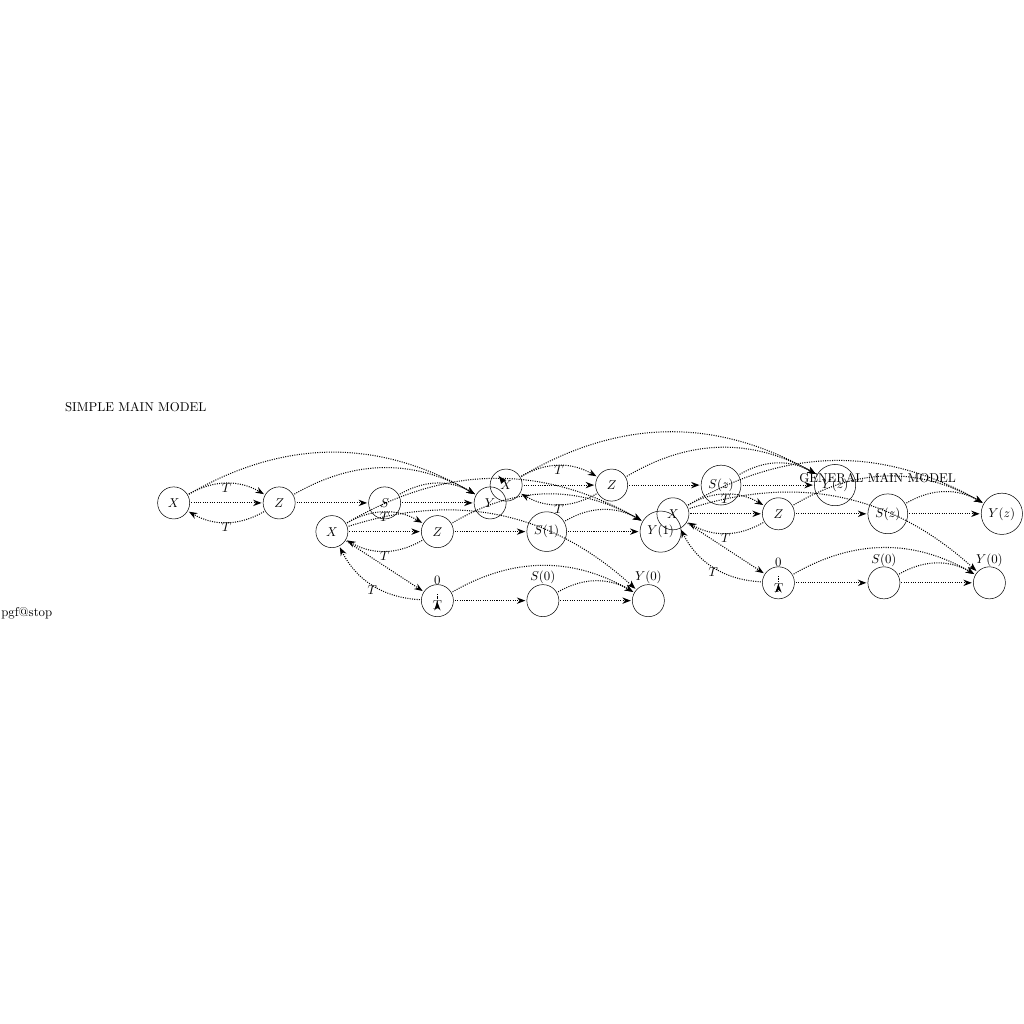 SIMPLE MAIN MODEL
GENERAL MAIN MODEL
T
X Z S(z) Y(z)
T
T
X Z S Y
T
T
X Z S(z) Y(z)
T
T
X Z S(1) Y(1)
T
T
0 S(0) Y(0)
T
T
0 S(0) Y(0)
T
pgf@stop